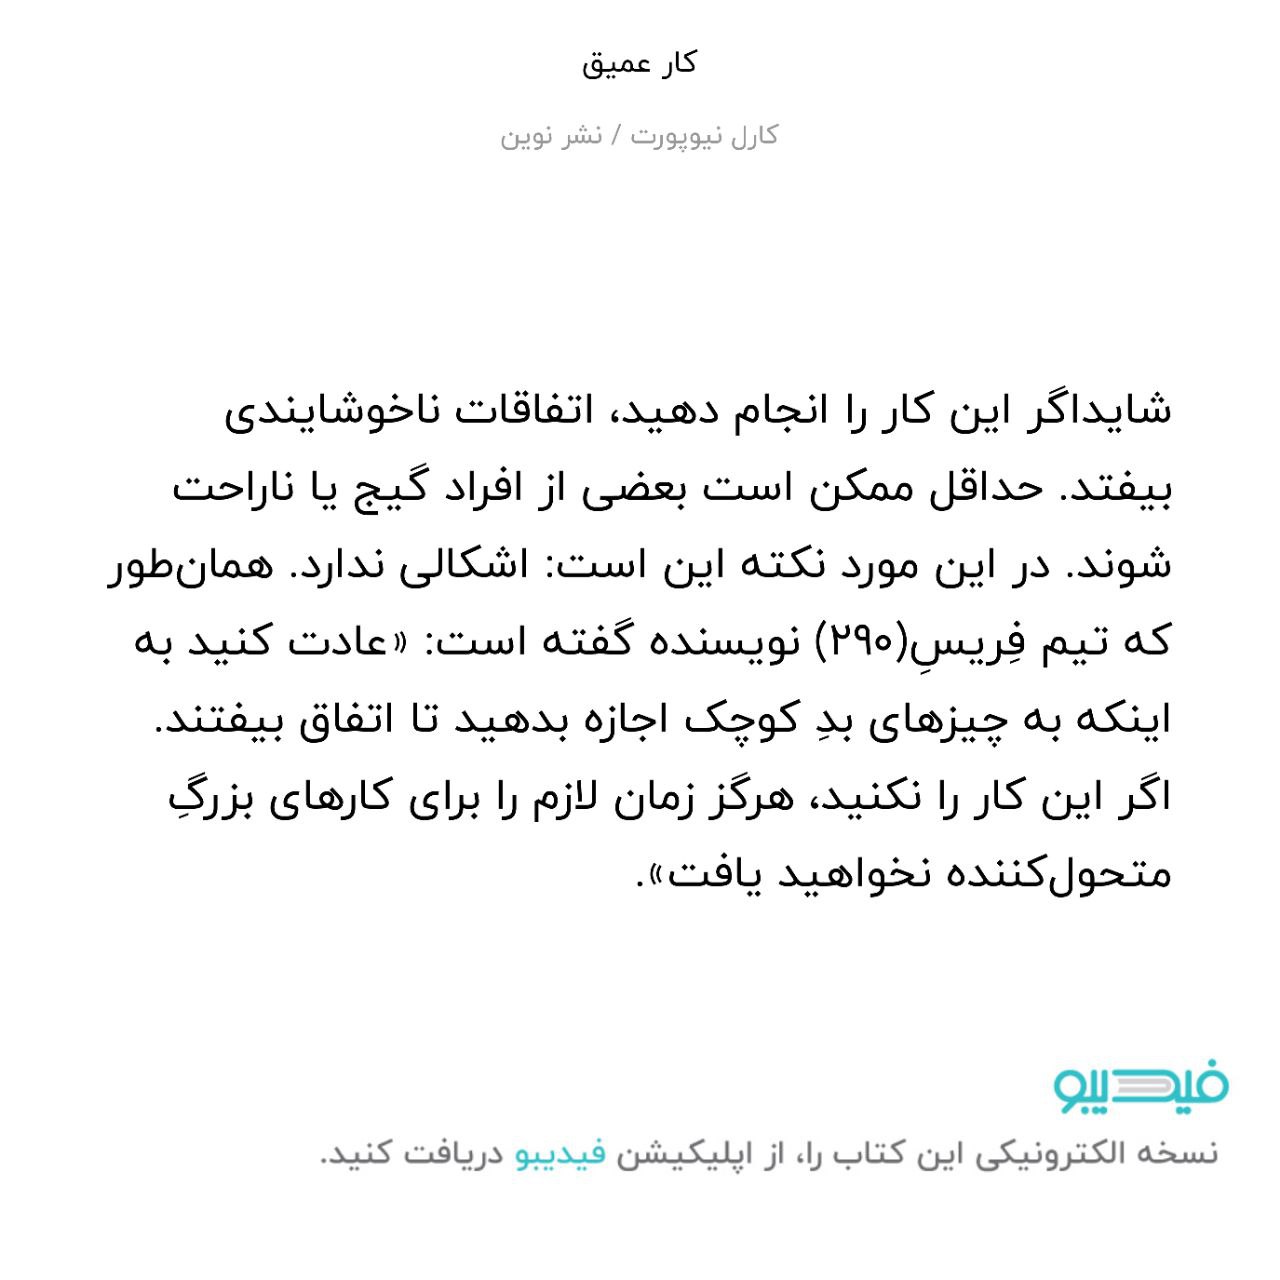 کار عمیق
کارل نیوپورت / نشر نوین
شایداگر این کار را انجام دهید، اتفاقات ناخوشایندی
بیفتد. حداقل ممکن است بعضی از افراد گیج یا ناراحت
شوند. در این مورد نکته این است: اشکالی ندارد. همان‌طور
که تیم فِریسِ(۲۹۰) نویسنده گفته است: «عادت کنید به
اینکه به چیزهای بدِ کوچک اجازه بدهید تا اتفاق بیفتند.
اگر این کار را نکنید، هرگز زمان لازم را برای کارهای بزرگِ
متحول‌کننده نخواهید یافت».
فیدیبو
نسخه الکترونیکی این کتاب را، از اپلیکیشن فیدیبو دریافت کنید.